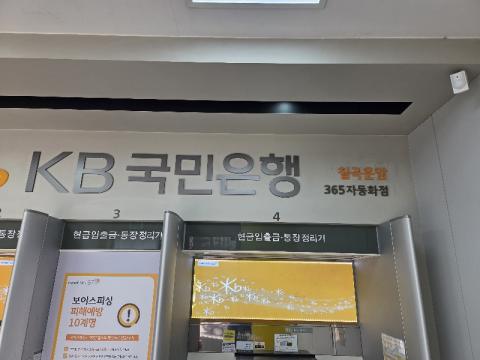 KB 국민은행
칠곡운암
365자동화점
3
4
현금입출금·통장정리기
현금입출금·통장정리기
보이스피싱
피해예방
10계명